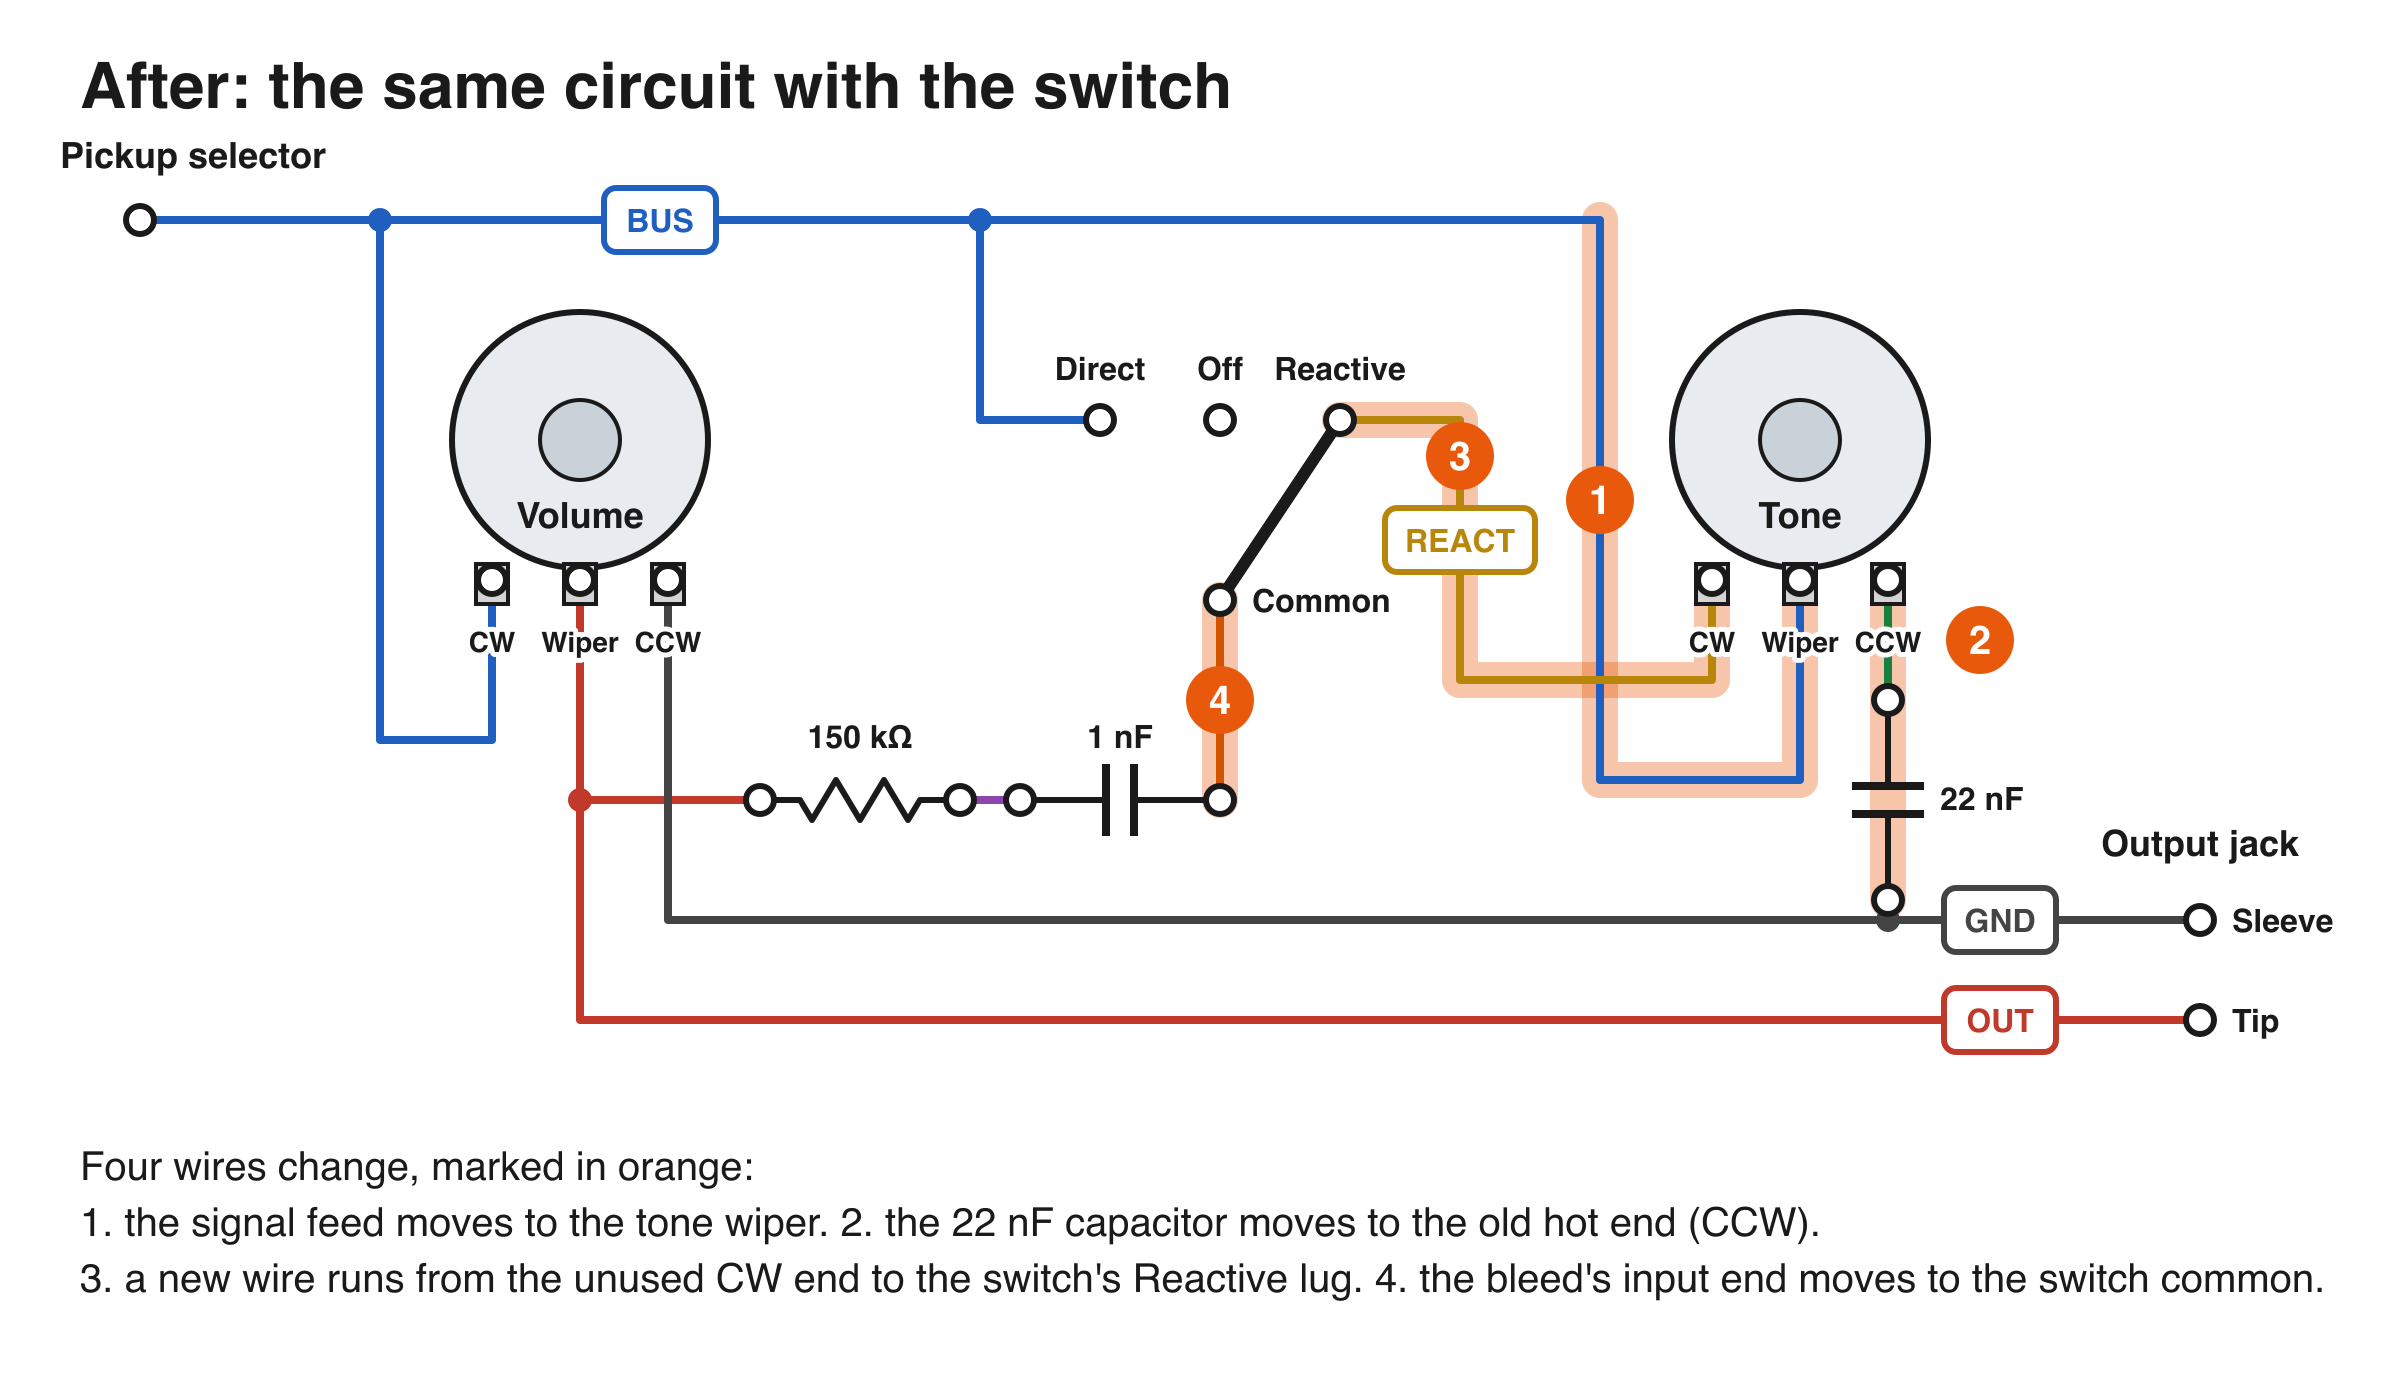 After: the same circuit with the switch
Pickup selector
BUS
Direct Off Reactive
3
1
Volume
Tone
REACT
Common
CW Wiper CCW
CW Wiper CCW
2
4
150 kΩ
1 nF
22 nF
Output jack
GND
Sleeve
OUT
Tip
Four wires change, marked in orange:
1. the signal feed moves to the tone wiper. 2. the 22 nF capacitor moves to the old hot end (CCW).
3. a new wire runs from the unused CW end to the switch's Reactive lug. 4. the bleed's input end moves to the switch common.